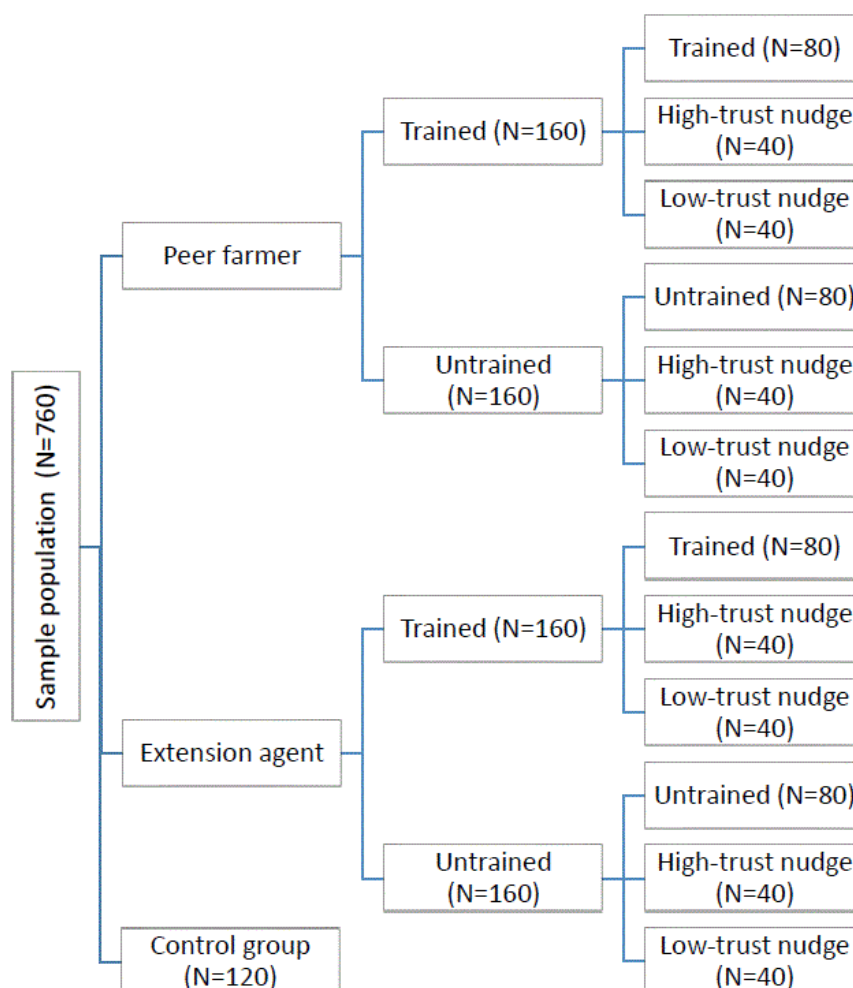 Sample population (N=760)
Peer farmer
Trained (N=160)
Trained (N=80)
High-trust nudge
(N=40)
Low-trust nudge
(N=40)
Untrained
(N=160)
Untrained (N=80)
High-trust nudge
(N=40)
Low-trust nudge
(N=40)
Extension agent
Trained (N=160)
Trained (N=80)
High-trust nudge
(N=40)
Low-trust nudge
(N=40)
Untrained
(N=160)
Untrained (N=80)
High-trust nudge
(N=40)
Low-trust nudge
(N=40)
Control group
(N=120)